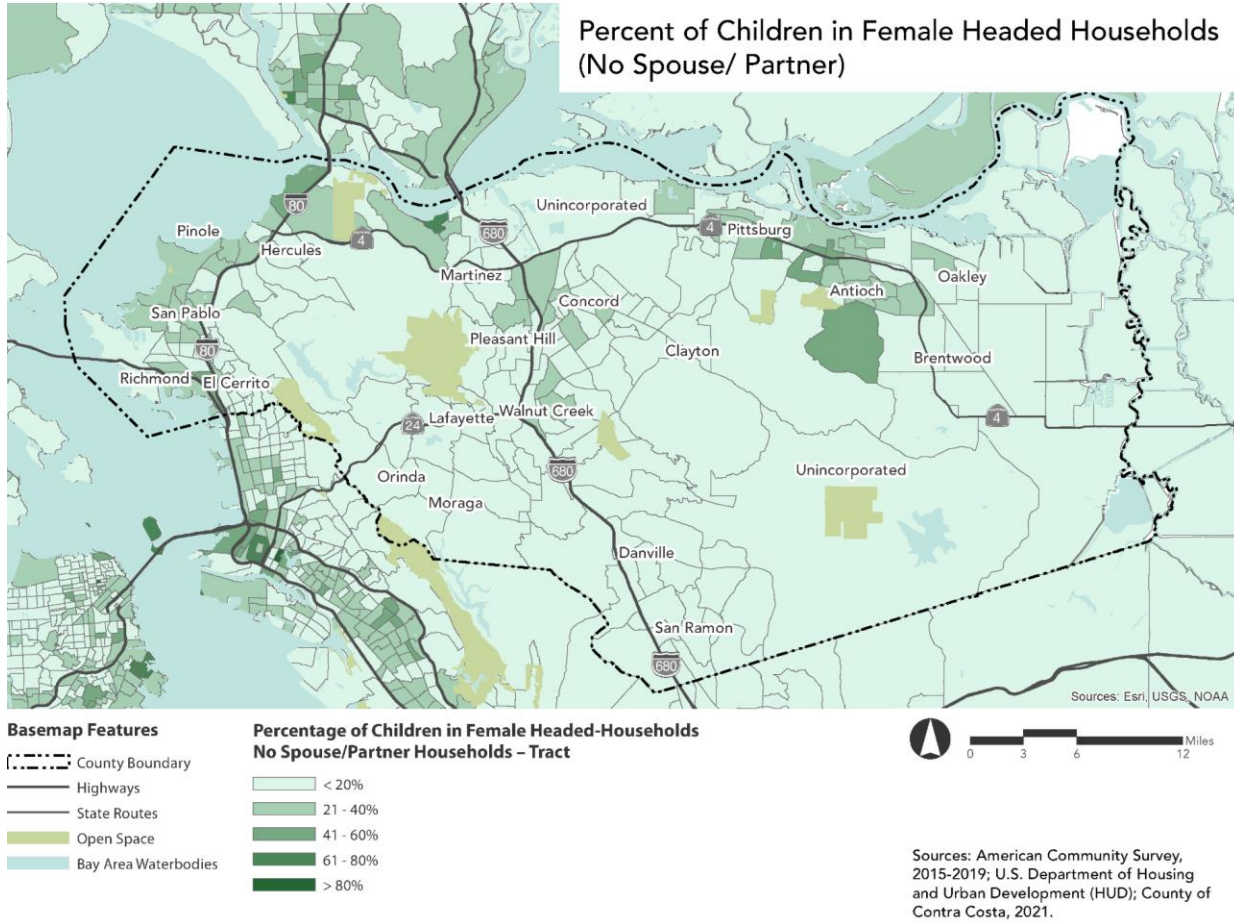 Percent of Children in Female Headed Households
(No Spouse/ Partner)
Unincorporated
80
Pinole
680
4
Pittsburg
Hercules
4
Martinez
Oakley
Antioch
San Pablo
Concord
80
Pleasant Hill
Clayton
Brentwood
Richmond
El Cerrito
Lafayette
Walnut Creek
4
24
Orinda
680
Unincorporated
Moraga
Danville
San Ramon
680
Sources: Esri, USGS, NOAA
Basemap Features
County Boundary
Highways
State Routes
Open Space
Bay Area Waterbodies
Percentage of Children in Female Headed-Households
No Spouse/Partner Households – Tract
< 20%
21 - 40%
41 - 60%
61 - 80%
> 80%
0 3 6 12 Miles
Sources: American Community Survey,
2015-2019; U.S. Department of Housing
and Urban Development (HUD); County of
Contra Costa, 2021.